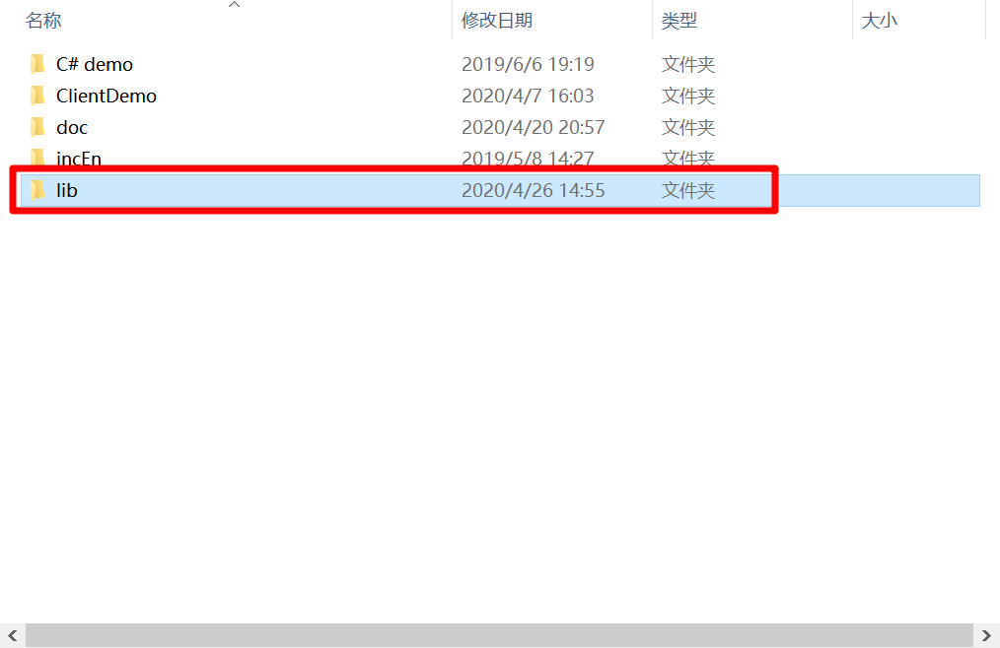 名称 修改日期 类型 大小
C# demo 2019/6/6 19:19 文件夹
ClientDemo 2020/4/7 16:03 文件夹
doc 2020/4/20 20:57 文件夹
incEn 2019/5/8 14:27 文件夹
lib 2020/4/26 14:55 文件夹